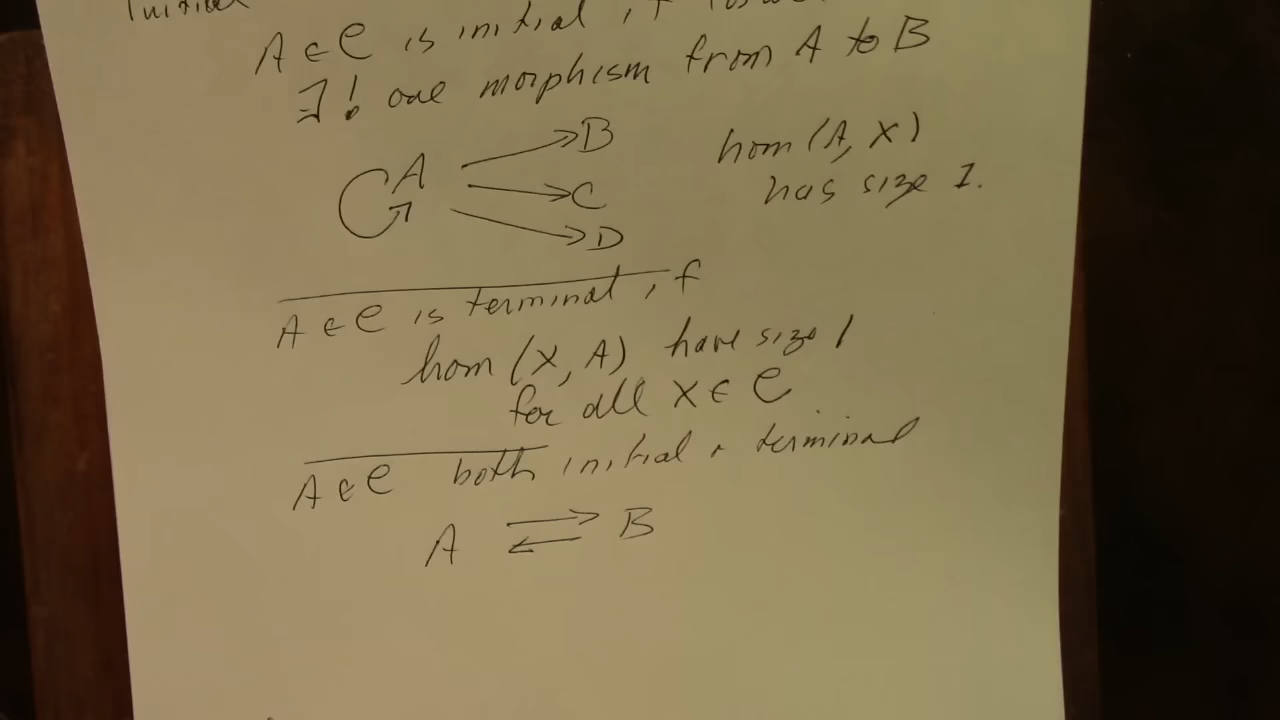 Initial
A ∈ C is initial if
∃! one morphism from A to B
A → B
→ C
→ D
hom(A, X)
has size 1.
A ∈ C is terminal if
hom(X, A) have size 1
for all X ∈ C
A ∈ C both initial + terminal
A ⇄ B